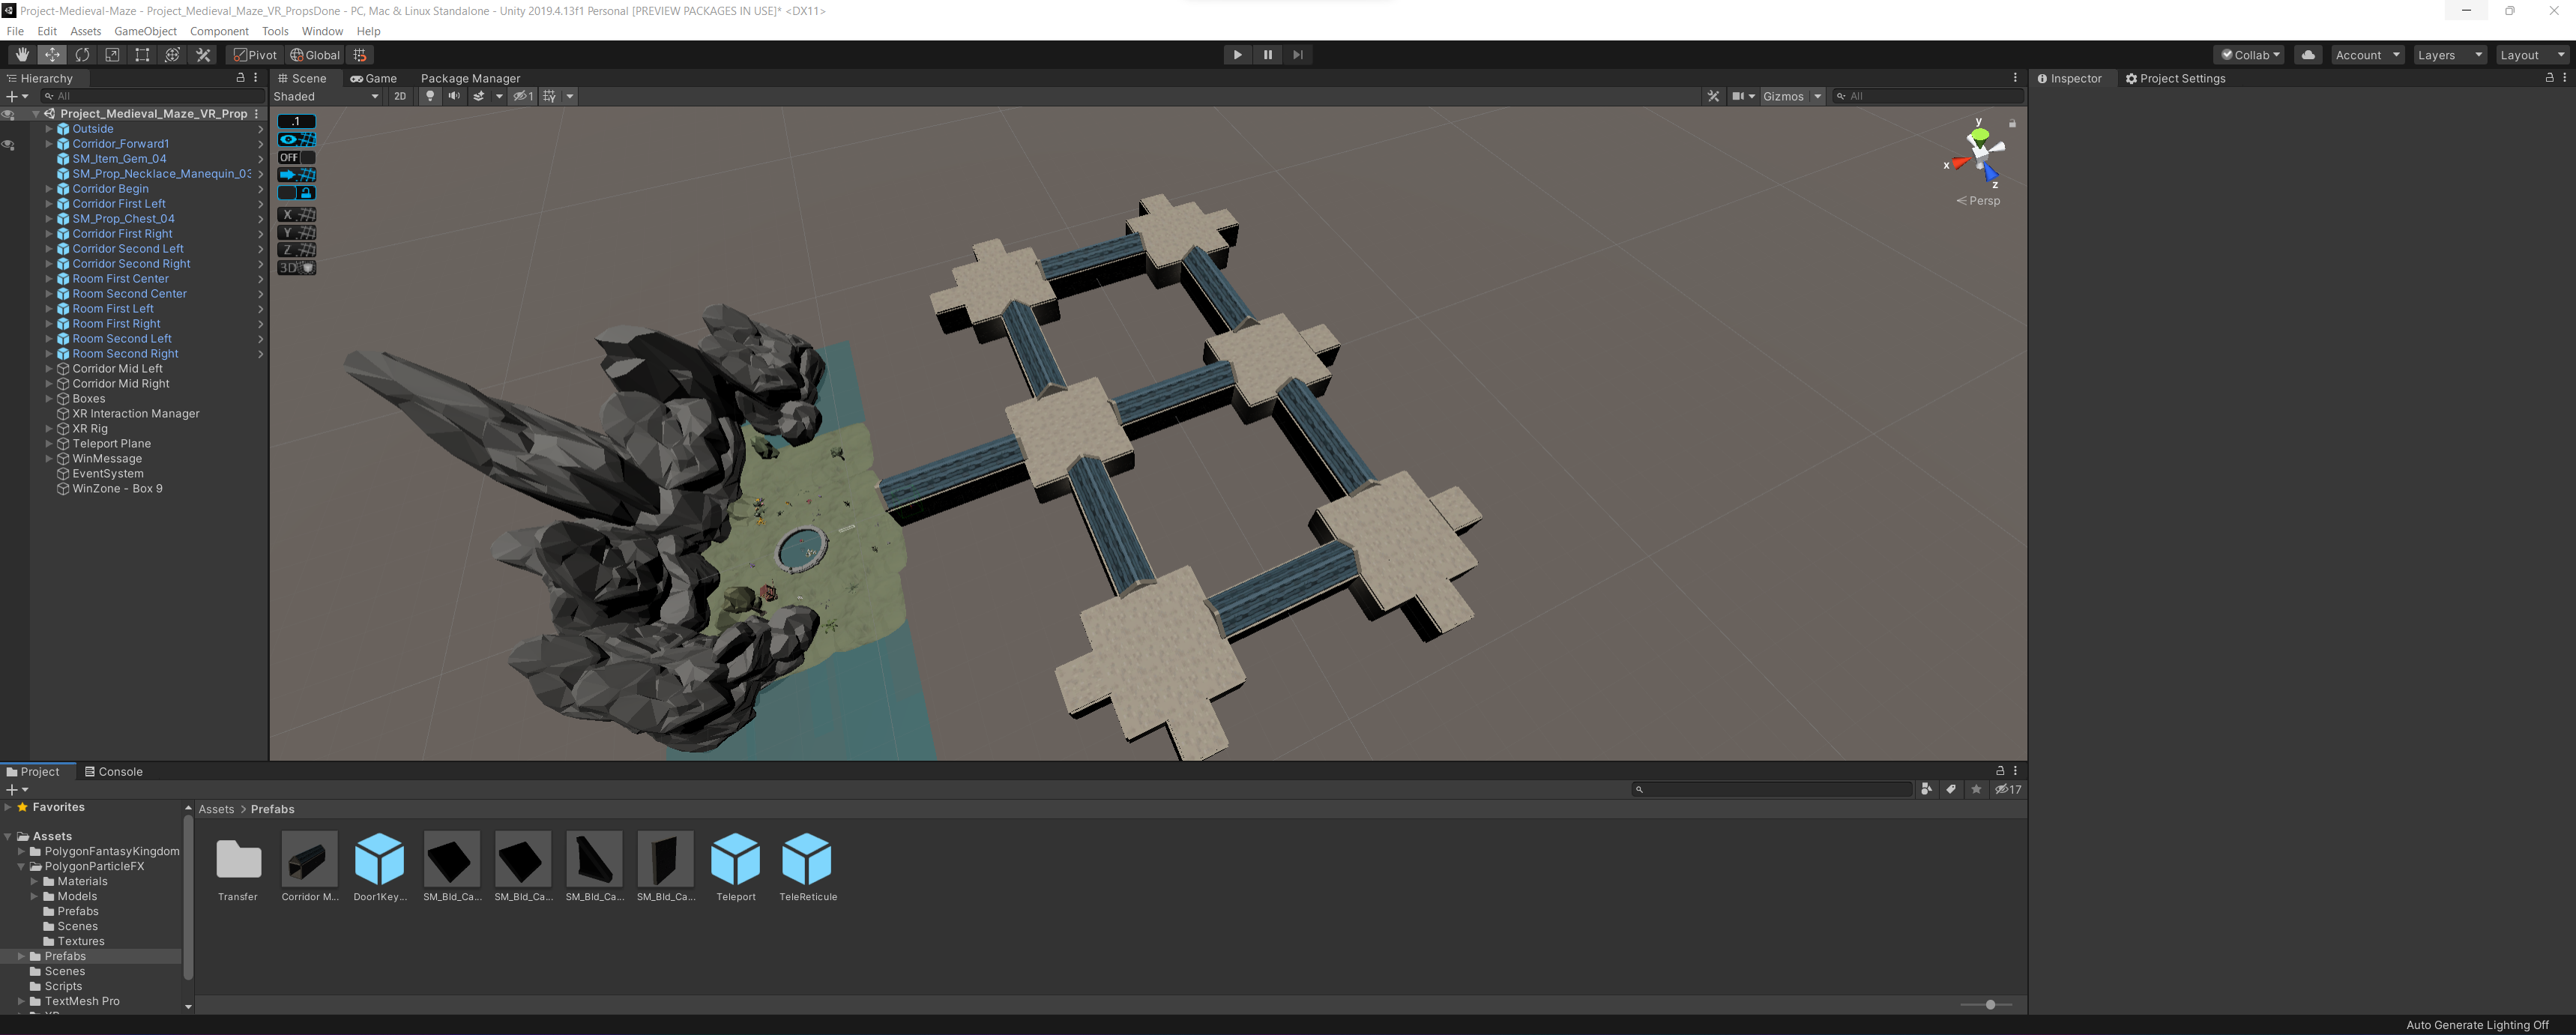 Project-Medieval-Maze - Project_Medieval_Maze_VR_PropsDone - PC, Mac & Linux Standalone - Unity 2019.4.13f1 Personal [PREVIEW PACKAGES IN USE]* <DX11>
File Edit Assets GameObject Component Tools Window Help
Pivot Global Collab Account Layers Layout
Hierarchy
All
Project_Medieval_Maze_VR_Prop
Outside
Corridor_Forward1
SM_Item_Gem_04
SM_Prop_Necklace_Manequin_03
Corridor Begin
Corridor First Left
SM_Prop_Chest_04
Corridor First Right
Corridor Second Left
Corridor Second Right
Room First Center
Room Second Center
Room First Left
Room First Right
Room Second Left
Room Second Right
Corridor Mid Left
Corridor Mid Right
Boxes
XR Interaction Manager
XR Rig
Teleport Plane
WinMessage
EventSystem
WinZone - Box 9
Scene Game Package Manager
Shaded 2D 1 Gizmos All
.1
OFF
X
Y
Z
3D
y
x
z
Persp
Inspector Project Settings
Project Console
17
Favorites
Assets
PolygonFantasyKingdom
PolygonParticleFX
Materials
Models
Prefabs
Scenes
Textures
Prefabs
Scenes
Scripts
TextMesh Pro
Assets > Prefabs
Transfer Corridor M... Door1Key... SM_Bld_Ca... SM_Bld_Ca... SM_Bld_Ca... SM_Bld_Ca... Teleport TeleReticule
Auto Generate Lighting Off